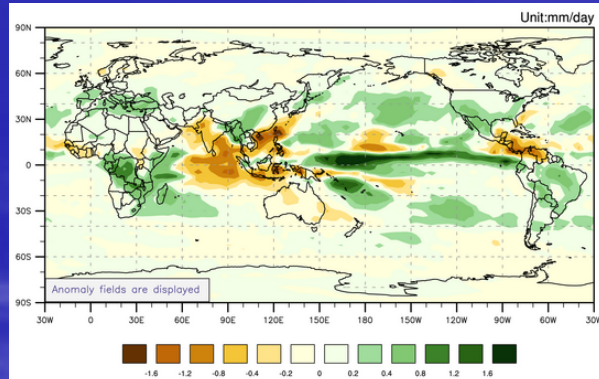 Unit:mm/day
90N
60N
30N
0
30S
60S
90S
Anomaly fields are displayed
30W 0 30E 60E 90E 120E 150E 180 150W 120W 90W 60W 30W
-1.6 -1.2 -0.8 -0.4 -0.2 0 0.2 0.4 0.8 1.2 1.6